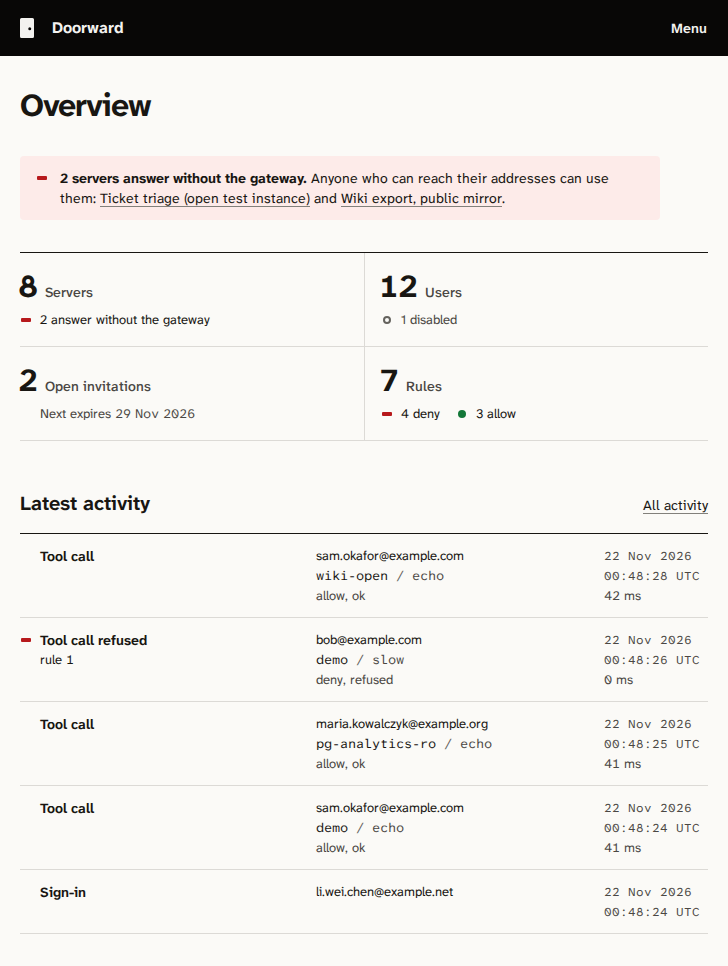 Doorward
Menu
Overview
2 servers answer without the gateway. Anyone who can reach their addresses can use
them: Ticket triage (open test instance) and Wiki export, public mirror.
8 Servers
2 answer without the gateway
12 Users
1 disabled
2 Open invitations
Next expires 29 Nov 2026
7 Rules
4 deny 3 allow
Latest activity
All activity
Tool call
sam.okafor@example.com
wiki-open / echo
allow, ok
22 Nov 2026
00:48:28 UTC
42 ms
Tool call refused
rule 1
bob@example.com
demo / slow
deny, refused
22 Nov 2026
00:48:26 UTC
0 ms
Tool call
maria.kowalczyk@example.org
pg-analytics-ro / echo
allow, ok
22 Nov 2026
00:48:25 UTC
41 ms
Tool call
sam.okafor@example.com
demo / echo
allow, ok
22 Nov 2026
00:48:24 UTC
41 ms
Sign-in
li.wei.chen@example.net
22 Nov 2026
00:48:24 UTC